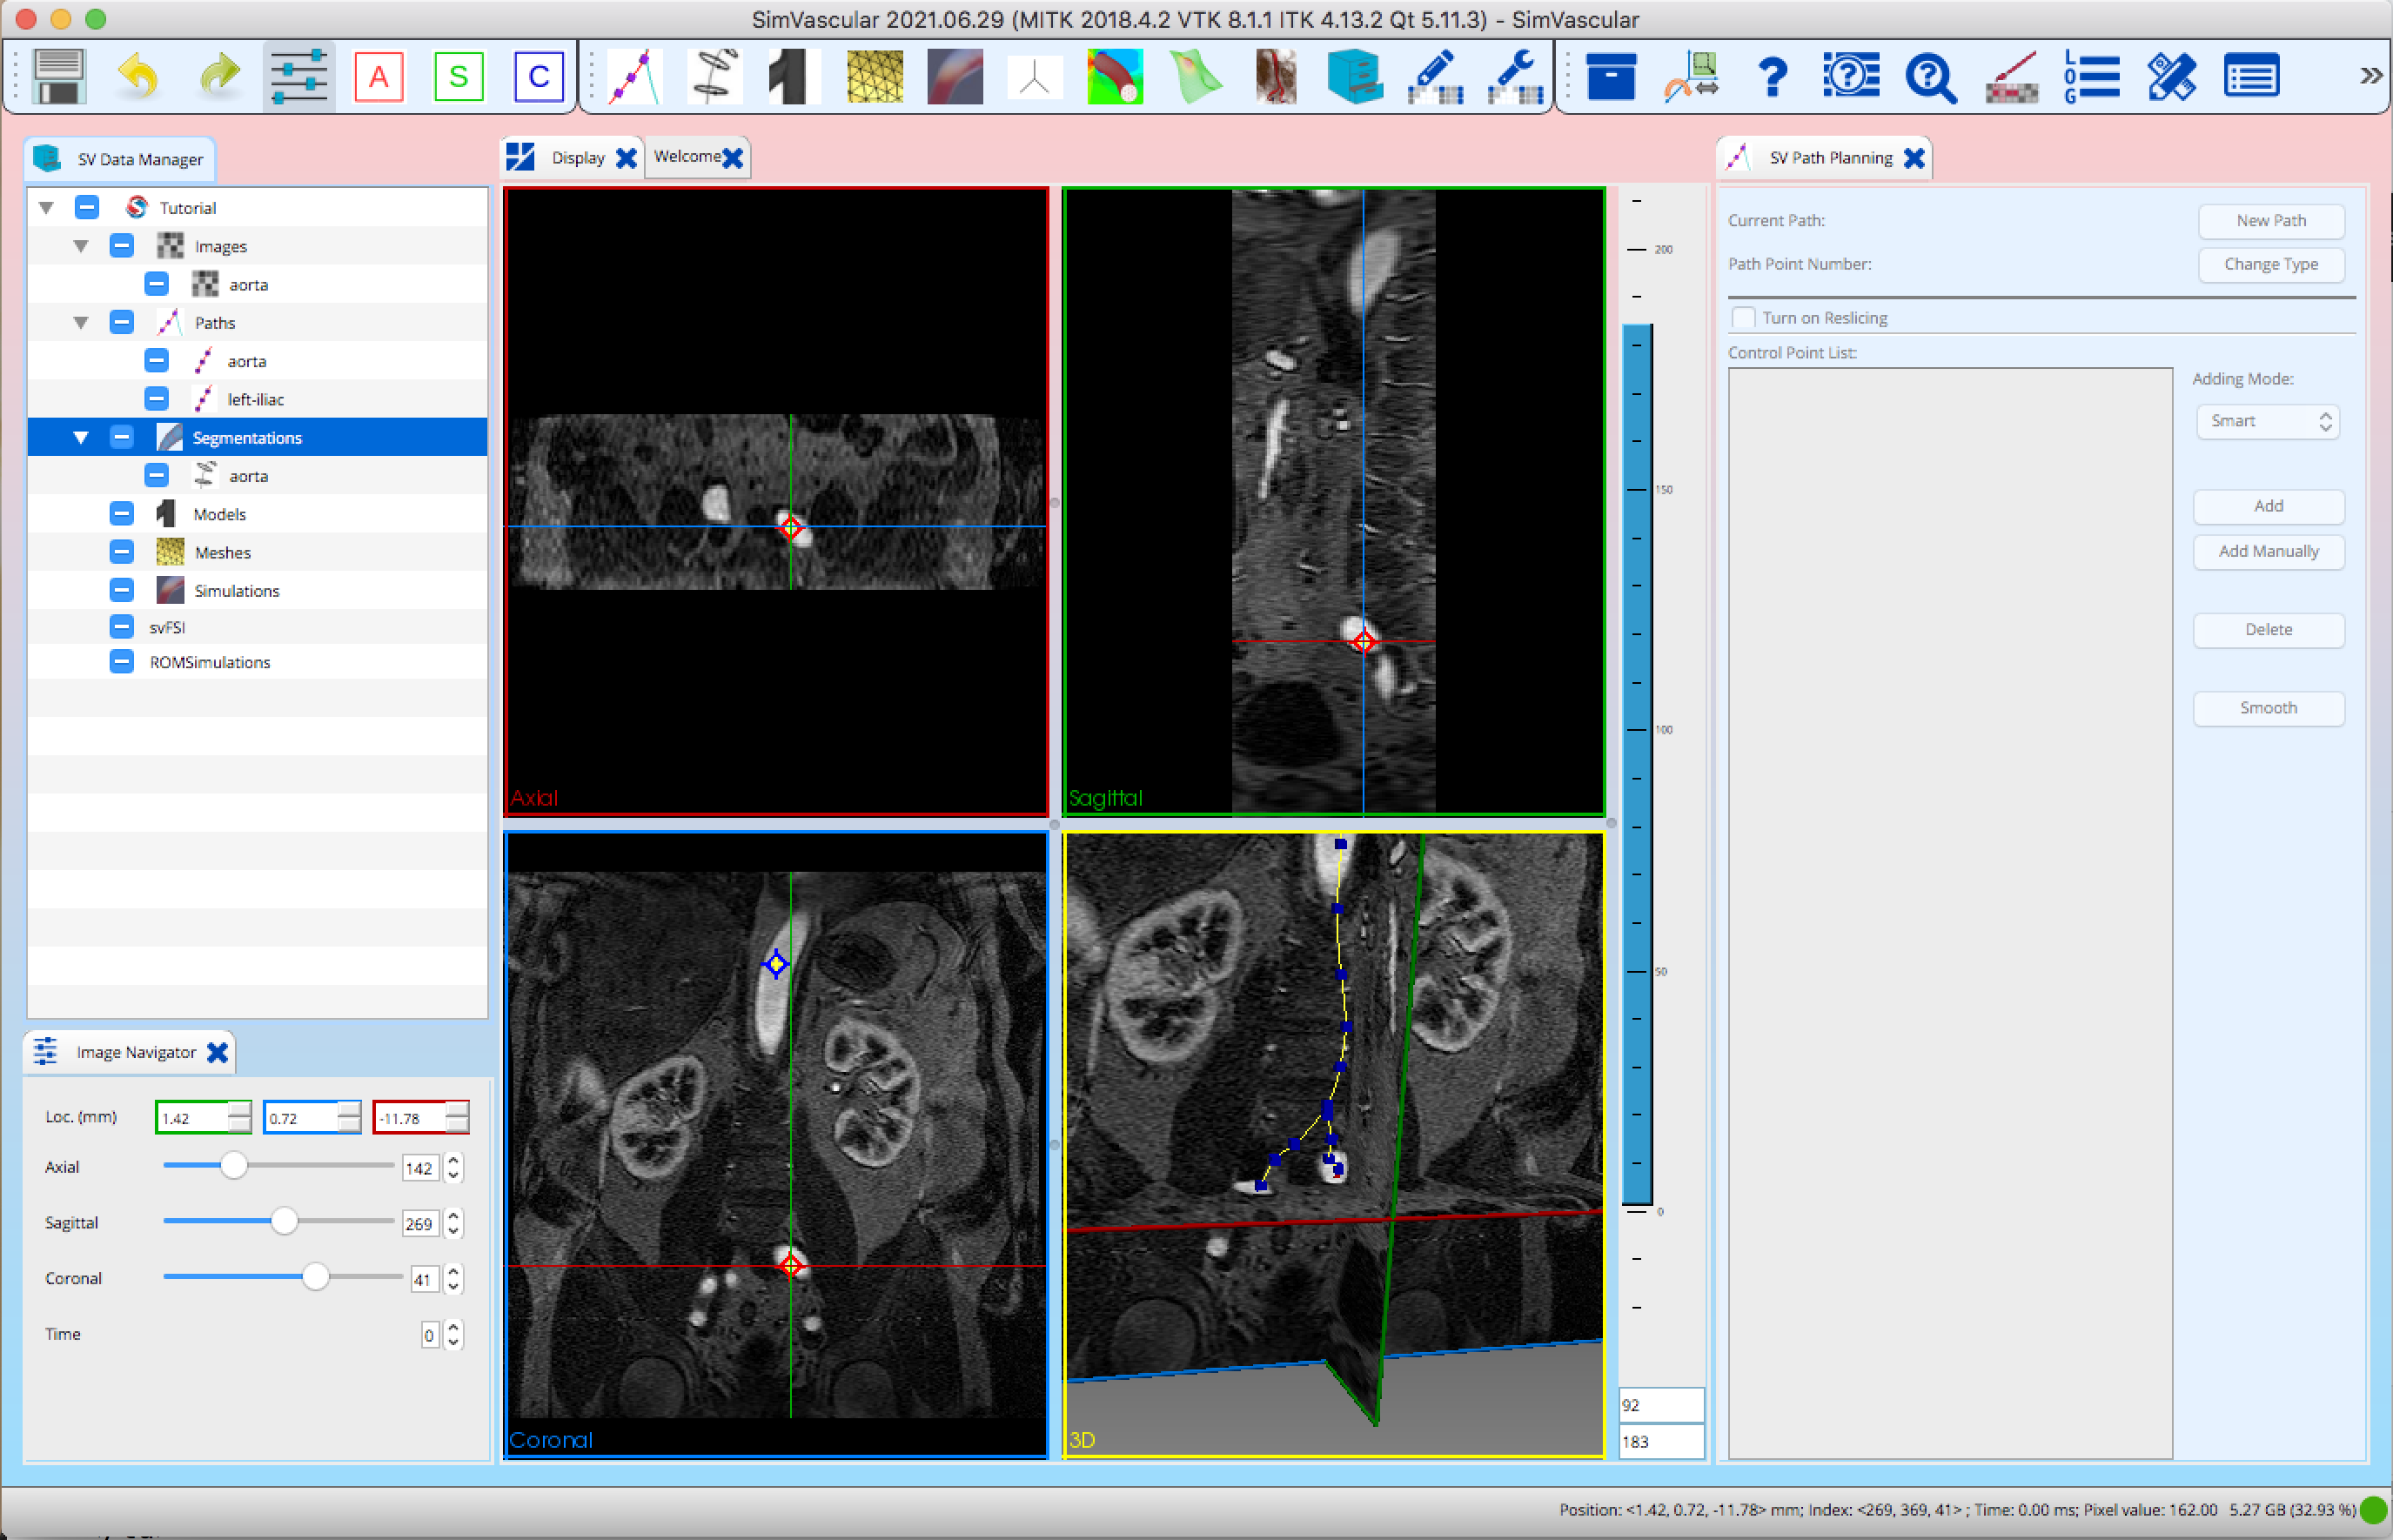 SimVascular 2021.06.29 (MITK 2018.4.2 VTK 8.1.1 ITK 4.13.2 Qt 5.11.3) - SimVascular
A S C
LOG
»
SV Data Manager
Tutorial
Images
aorta
Paths
aorta
left-iliac
Segmentations
aorta
Models
Meshes
Simulations
svFSI
ROMSimulations
Image Navigator
Loc. (mm) 1.42 0.72 -11.78
Axial 142
Sagittal 269
Coronal 41
Time 0
Display Welcome
Axial
Sagittal
Coronal
3D
200
150
100
50
0
92
183
SV Path Planning
Current Path: New Path
Path Point Number: Change Type
Turn on Reslicing
Control Point List:
Adding Mode:
Smart
Add
Add Manually
Delete
Smooth
Position: <1.42, 0.72, -11.78> mm; Index: <269, 369, 41> ; Time: 0.00 ms; Pixel value: 162.00 5.27 GB (32.93 %)